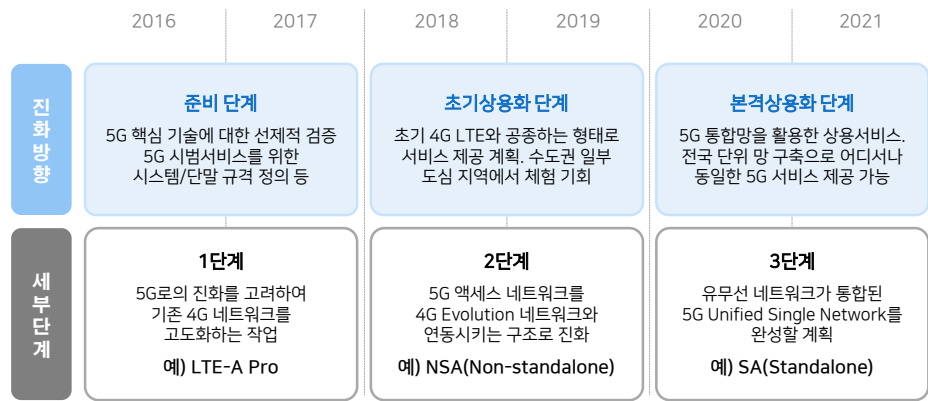 2016 2017 2018 2019 2020 2021
진화방향
준비 단계
5G 핵심 기술에 대한 선제적 검증
5G 시범서비스를 위한
시스템/단말 규격 정의 등
초기상용화 단계
초기 4G LTE와 공종하는 형태로
서비스 제공 계획. 수도권 일부
도심 지역에서 체험 기회
본격상용화 단계
5G 통합망을 활용한 상용서비스.
전국 단위 망 구축으로 어디서나
동일한 5G 서비스 제공 가능
세부단계
1단계
5G로의 진화를 고려하여
기존 4G 네트워크를
고도화하는 작업
예) LTE-A Pro
2단계
5G 액세스 네트워크를
4G Evolution 네트워크와
연동시키는 구조로 진화
예) NSA(Non-standalone)
3단계
유무선 네트워크가 통합된
5G Unified Single Network를
완성할 계획
예) SA(Standalone)